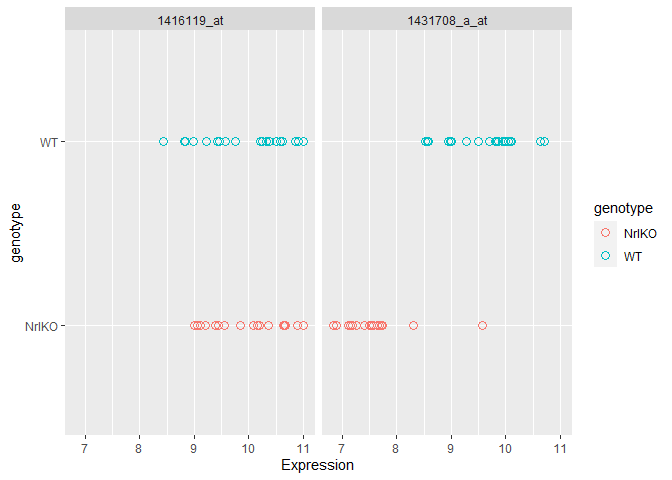 1416119_at 1431708_a_at
WT
NrlKO
genotype
7 8 9 10 11 7 8 9 10 11
Expression
genotype
NrlKO
WT